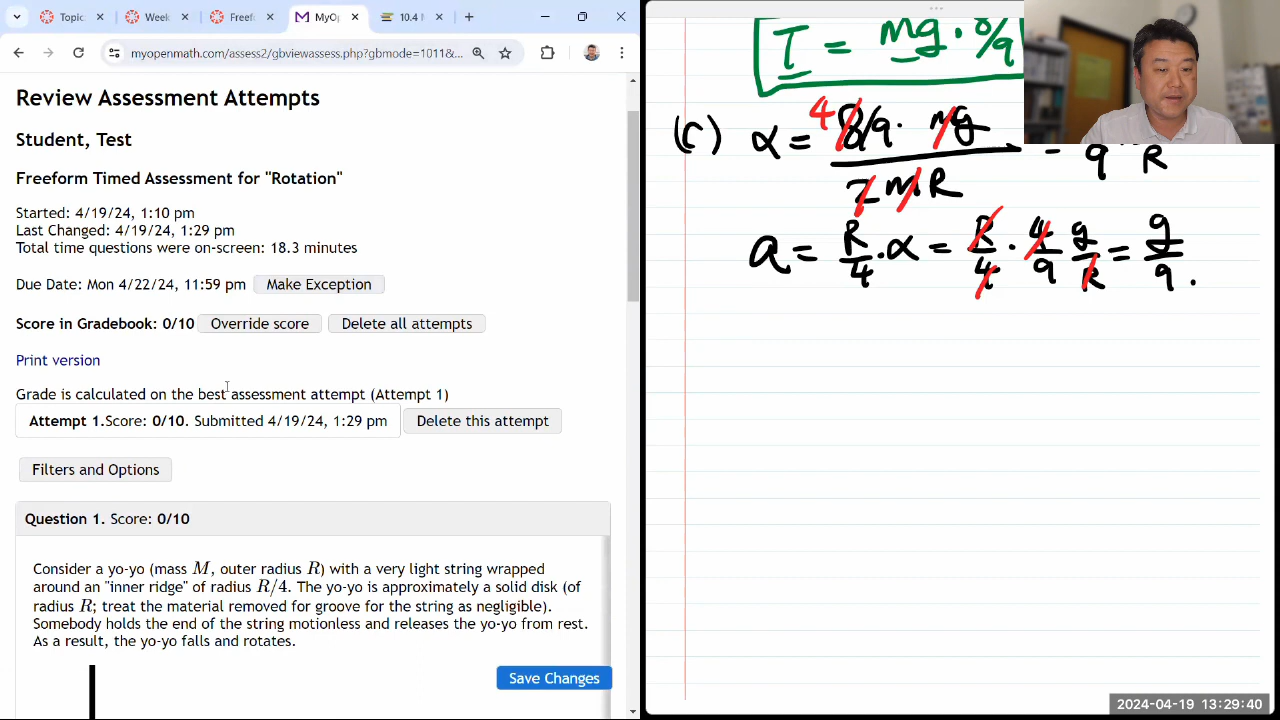 Topic
Week
Freef
MyO
10.4
myopenmath.com/assess2/gbviewassess.php?gbmode=1011&...
Review Assessment Attempts
Student, Test
Freeform Timed Assessment for "Rotation"
Started: 4/19/24, 1:10 pm
Last Changed: 4/19/24, 1:29 pm
Total time questions were on-screen: 18.3 minutes
Due Date: Mon 4/22/24, 11:59 pm Make Exception
Score in Gradebook: 0/10 Override score Delete all attempts
Print version
Grade is calculated on the best assessment attempt (Attempt 1)
Attempt 1.Score: 0/10. Submitted 4/19/24, 1:29 pm Delete this attempt
Filters and Options
Question 1. Score: 0/10
Consider a yo-yo (mass M, outer radius R) with a very light string wrapped
around an "inner ridge" of radius R/4. The yo-yo is approximately a solid disk (of
radius R; treat the material removed for groove for the string as negligible).
Somebody holds the end of the string motionless and releases the yo-yo from rest.
As a result, the yo-yo falls and rotates.
Save Changes
T = mg · 8/9
(c) α = 4 8/9 · mg / 2 m R = 9 R
a = R/4 · α = R/4 · 4/9 g/R = g/9 .
2024-04-19 13:29:40